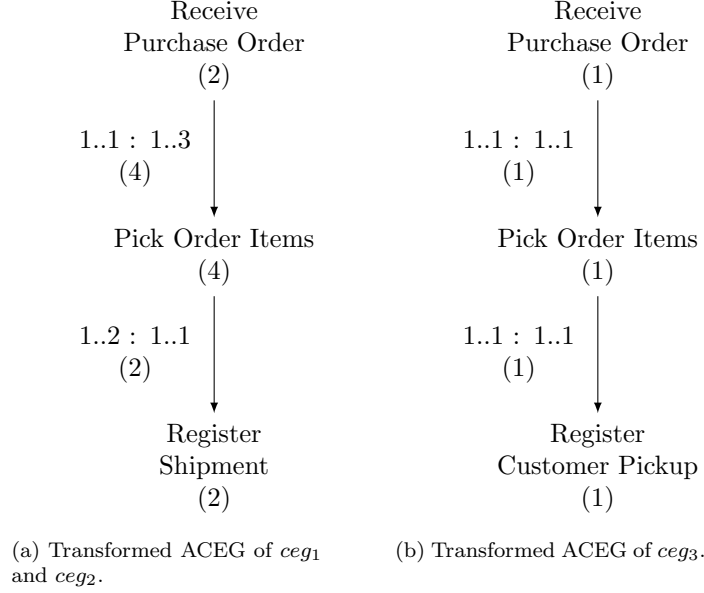 Receive
Purchase Order
(2)
1..1 : 1..3
(4)
Pick Order Items
(4)
1..2 : 1..1
(2)
Register
Shipment
(2)
(a) Transformed ACEG of ceg1
and ceg2.
Receive
Purchase Order
(1)
1..1 : 1..1
(1)
Pick Order Items
(1)
1..1 : 1..1
(1)
Register
Customer Pickup
(1)
(b) Transformed ACEG of ceg3.